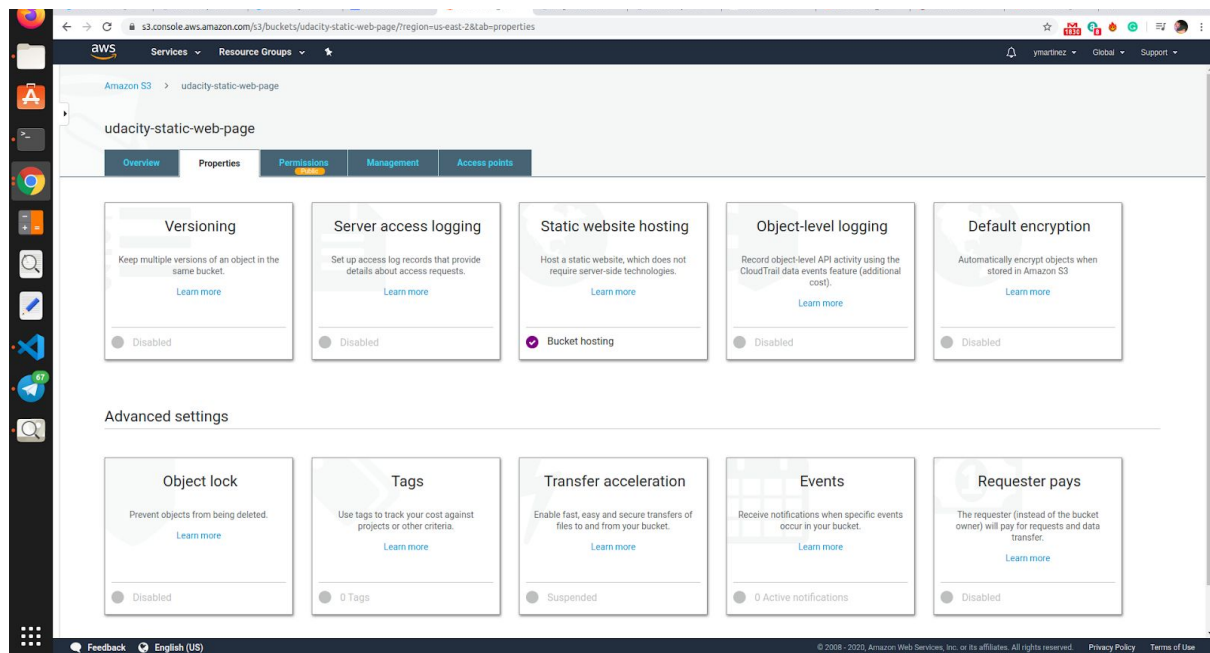 s3.console.aws.amazon.com/s3/buckets/udacity-static-web-page/?region=us-east-2&tab=properties
1830
aws Services Resource Groups ymartinez Global Support
Amazon S3 > udacity-static-web-page
udacity-static-web-page
Overview Properties Permissions Management Access points
Public
Versioning
Keep multiple versions of an object in the
same bucket.
Learn more
Disabled
Server access logging
Set up access log records that provide
details about access requests.
Learn more
Disabled
Static website hosting
Host a static website, which does not
require server-side technologies.
Learn more
Bucket hosting
Object-level logging
Record object-level API activity using the
CloudTrail data events feature (additional
cost).
Learn more
Disabled
Default encryption
Automatically encrypt objects when
stored in Amazon S3
Learn more
Disabled
67
Advanced settings
Object lock
Prevent objects from being deleted.
Learn more
Disabled
Tags
Use tags to track your cost against
projects or other criteria.
Learn more
0 Tags
Transfer acceleration
Enable fast, easy and secure transfers of
files to and from your bucket.
Learn more
Suspended
Events
Receive notifications when specific events
occur in your bucket.
Learn more
0 Active notifications
Requester pays
The requester (instead of the bucket
owner) will pay for requests and data
transfer.
Learn more
Disabled
Feedback English (US) © 2008 - 2020, Amazon Web Services, Inc. or its affiliates. All rights reserved. Privacy Policy Terms of Use